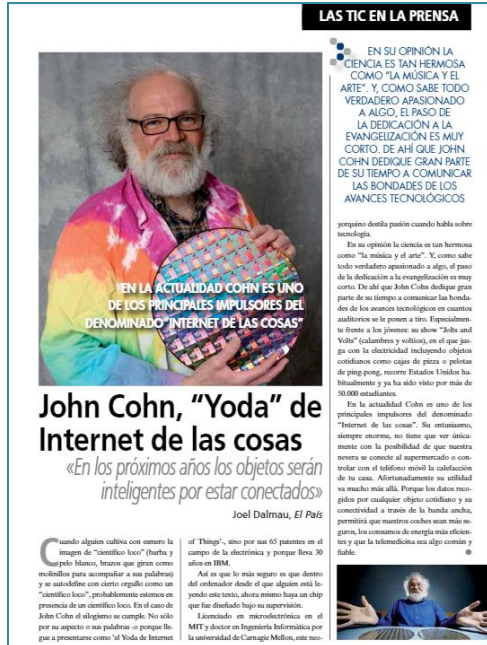 LAS TIC EN LA PRENSA
EN SU OPINIÓN LA
CIENCIA ES TAN HERMOSA
COMO “LA MÚSICA Y EL
ARTE”. Y, COMO SABE TODO
VERDADERO APASIONADO
A ALGO, EL PASO DE
LA DEDICACIÓN A LA
EVANGELIZACIÓN ES MUY
CORTO. DE AHÍ QUE JOHN
COHN DEDIQUE GRAN PARTE
DE SU TIEMPO A COMUNICAR
LAS BONDADES DE LOS
AVANCES TECNOLÓGICOS
"EN LA ACTUALIDAD COHN ES UNO
DE LOS PRINCIPALES IMPULSORES DEL
DENOMINADO"INTERNET DE LAS COSAS"
John Cohn, “Yoda” de
Internet de las cosas
«En los próximos años los objetos serán
inteligentes por estar conectados»
Joel Dalmau, El País
Cuando alguien cultiva con esmero la
imagen de “científico loco” (barba y
pelo blanco, brazos que giran como
molinillos para acompañar a sus palabras)
y se autodefine con cierto orgullo como un
“científico loco”, probablemente estemos en
presencia de un científico loco. En el caso de
John Cohn el silogismo se cumple. No sólo
por su aspecto o sus palabras -o porque lle-
gue a presentarse como ‘el Yoda de Internet
of Things’-, sino por sus 65 patentes en el
campo de la electrónica y porque lleva 30
años en IBM.
Así es que lo más seguro es que dentro
del ordenador desde el que alguien está le-
yendo este texto, ahora mismo haya un chip
que fue diseñado bajo su supervisión.
Licenciado en microelectrónica en el
MIT y doctor en Ingeniería Informática por
la universidad de Carnagie Mellon, este neo-
yorquino destila pasión cuando habla sobre
tecnología.
En su opinión la ciencia es tan hermosa
como “la música y el arte”. Y, como sabe
todo verdadero apasionado a algo, el paso
de la dedicación a la evangelización es muy
corto. De ahí que John Cohn dedique gran
parte de su tiempo a comunicar las bonda-
des de los avances tecnológicos en cuantos
auditorios se le ponen a tiro. Especialmen-
te frente a los jóvenes: su show “Jolts and
Volts” (calambres y voltios), en el que jue-
ga con la electricidad incluyendo objetos
cotidianos como cajas de pizza o pelotas
de ping-pong, recorre Estados Unidos ha-
bitualmente y ya ha sido visto por más de
50.000 estudiantes.
En la actualidad Cohn es uno de los
principales impulsores del denominado
“Internet de las cosas”. Su entusiasmo,
siempre enorme, no tiene que ver única-
mente con la posibilidad de que nuestra
nevera se conecte al supermercado o con-
trolar con el teléfono móvil la calefacción
de tu casa. Afortunadamente su utilidad
va mucho más allá. Porque los datos reco-
gidos por cualquier objeto cotidiano y su
conectividad a través de la banda ancha,
permitirá que nuestros coches sean más se-
guros, los consumos de energía más eficien-
tes y que la telemedicina sea algo común y
fiable.